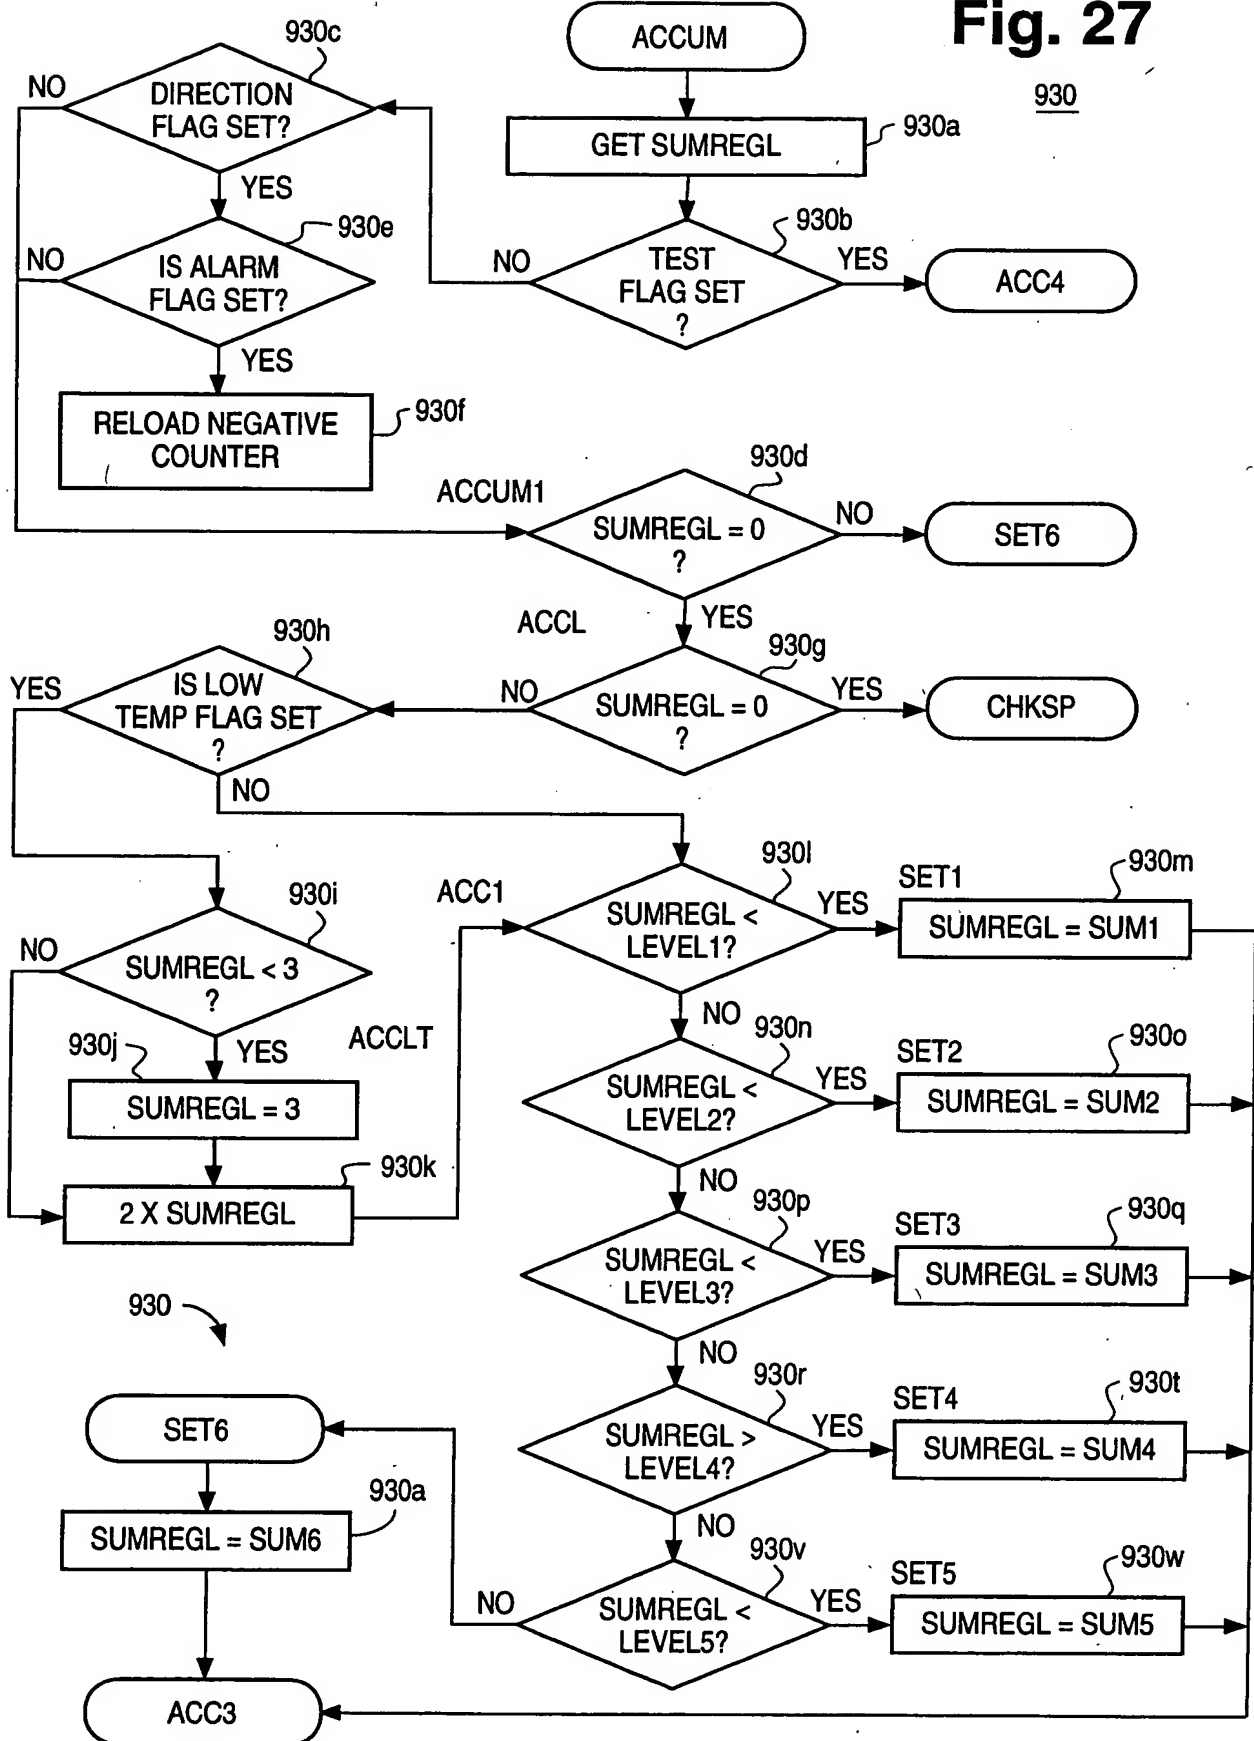 Fig. 27
930
ACCUM
GET SUMREGL
930a
TEST
FLAG SET
?
930b
YES
NO
ACC4
930c
DIRECTION
FLAG SET?
NO
YES
930e
IS ALARM
FLAG SET?
NO
YES
RELOAD NEGATIVE
COUNTER
930f
ACCUM1
930d
SUMREGL = 0
?
NO
SET6
YES
ACCL
930g
SUMREGL = 0
?
YES
CHKSP
NO
930h
IS LOW
TEMP FLAG SET
?
YES
NO
930i
SUMREGL < 3
?
NO
YES
930j
ACCLT
SUMREGL = 3
930k
2 X SUMREGL
ACC1
930l
SUMREGL <
LEVEL1?
YES
SET1
930m
SUMREGL = SUM1
NO
930n
SUMREGL <
LEVEL2?
YES
SET2
930o
SUMREGL = SUM2
NO
930p
SUMREGL <
LEVEL3?
YES
SET3
930q
SUMREGL = SUM3
NO
930r
SUMREGL >
LEVEL4?
YES
SET4
930t
SUMREGL = SUM4
NO
930v
SUMREGL <
LEVEL5?
YES
SET5
930w
SUMREGL = SUM5
NO
930
SET6
930a
SUMREGL = SUM6
ACC3